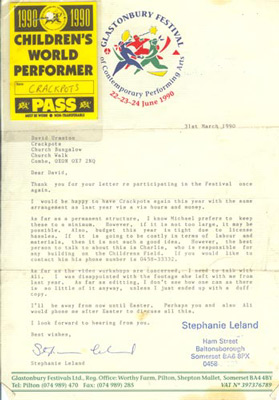 1990 1990
CHILDREN'S
WORLD
PERFORMER
CRACKPOTS
PASS
GLASTONBURY FESTIVAL
of Contemporary Performing Arts
22-23-24 June 1990
31st March, 1990
David
Crackpots
Church Bungalow
Church Walk
Combe,
Dear David,
Thank you for your letter re participating in the Festival once
again.
I would be happy to have Crackpots again this year with the same
arrangement as last year vis a vis hours and money.
As far as a permanent structure, I know Michael prefers to keep
these to a minimum. However, if it is not too large, it may be
possible. Also, budget this year is tight due to license
hassles, if it is going to be costly in terms of labour and
materials, then it is not such a good idea. However, the best
person to talk to about this is Charlie, who is responsible for
any building on the Childrens Field. If you would like to
contact him his phone number is
As far as the video workshops are concerned, I need to talk with
all. I was disappointed with the footage she left with me from
last year. As far as editing, I don't see how one can as there
is so little of it anyway, unless I just ended up with a duff
copy.
I'll be away from now until Easter. Perhaps you and
phone me after Easter to discuss all this.
I look forward to hearing from you.
Best wishes,
Stephanie Leland
Stephanie Leland
Stephanie Leland
Ham Street
Baltonsborough
Somerset BA6 8PX
0458
Glastonbury Festivals Ltd., Reg. Office: Worthy Farm, Pilton, Shepton Mallet, Somerset BA4 4BY
Tel: Pilton (074 989) 470 Fax: (074 989) 285 VAT Nº 397376789